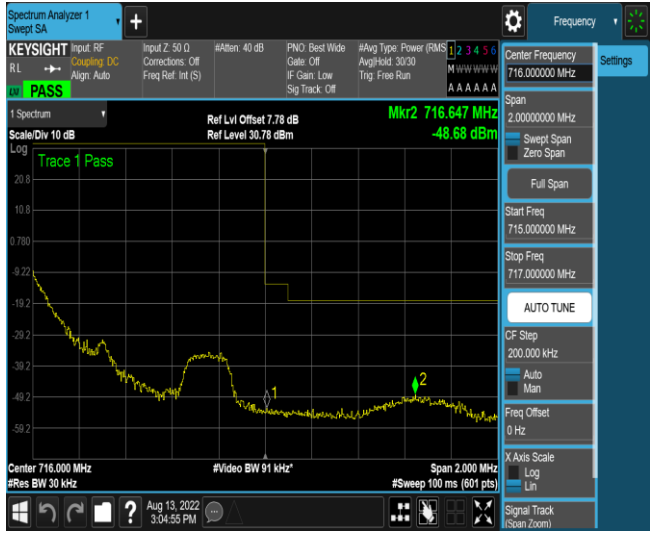 Spectrum Analyzer 1
Swept SA
Frequency
KEYSIGHT
RL
PASS
Input: RF
Coupling: DC
Align: Auto
Input Z: 50 Ω
Corrections: Off
Freq Ref: Int (S)
#Atten: 40 dB
PNO: Best Wide
Gate: Off
IF Gain: Low
Sig Track: Off
#Avg Type: Power (RMS
Avg|Hold: 30/30
Trig: Free Run
1 2 3 4 5 6
M W W W W W
A A A A A A
1 Spectrum
Scale/Div 10 dB
Log
Ref Lvl Offset 7.78 dB
Ref Level 30.78 dBm
Mkr2 716.647 MHz
-48.68 dBm
Trace 1 Pass
20.8
10.8
0.780
-9.22
-19.2
-29.2
-39.2
-49.2
-59.2
1
2
Center 716.000 MHz
#Res BW 30 kHz
#Video BW 91 kHz*
Span 2.000 MHz
#Sweep 100 ms (601 pts)
Center Frequency
716.000000 MHz
Settings
Span
2.00000000 MHz
Swept Span
Zero Span
Full Span
Start Freq
715.000000 MHz
Stop Freq
717.000000 MHz
AUTO TUNE
CF Step
200.000 kHz
Auto
Man
Freq Offset
0 Hz
X Axis Scale
Log
Lin
Signal Track
(Span Zoom)
?
Aug 13, 2022
3:04:55 PM